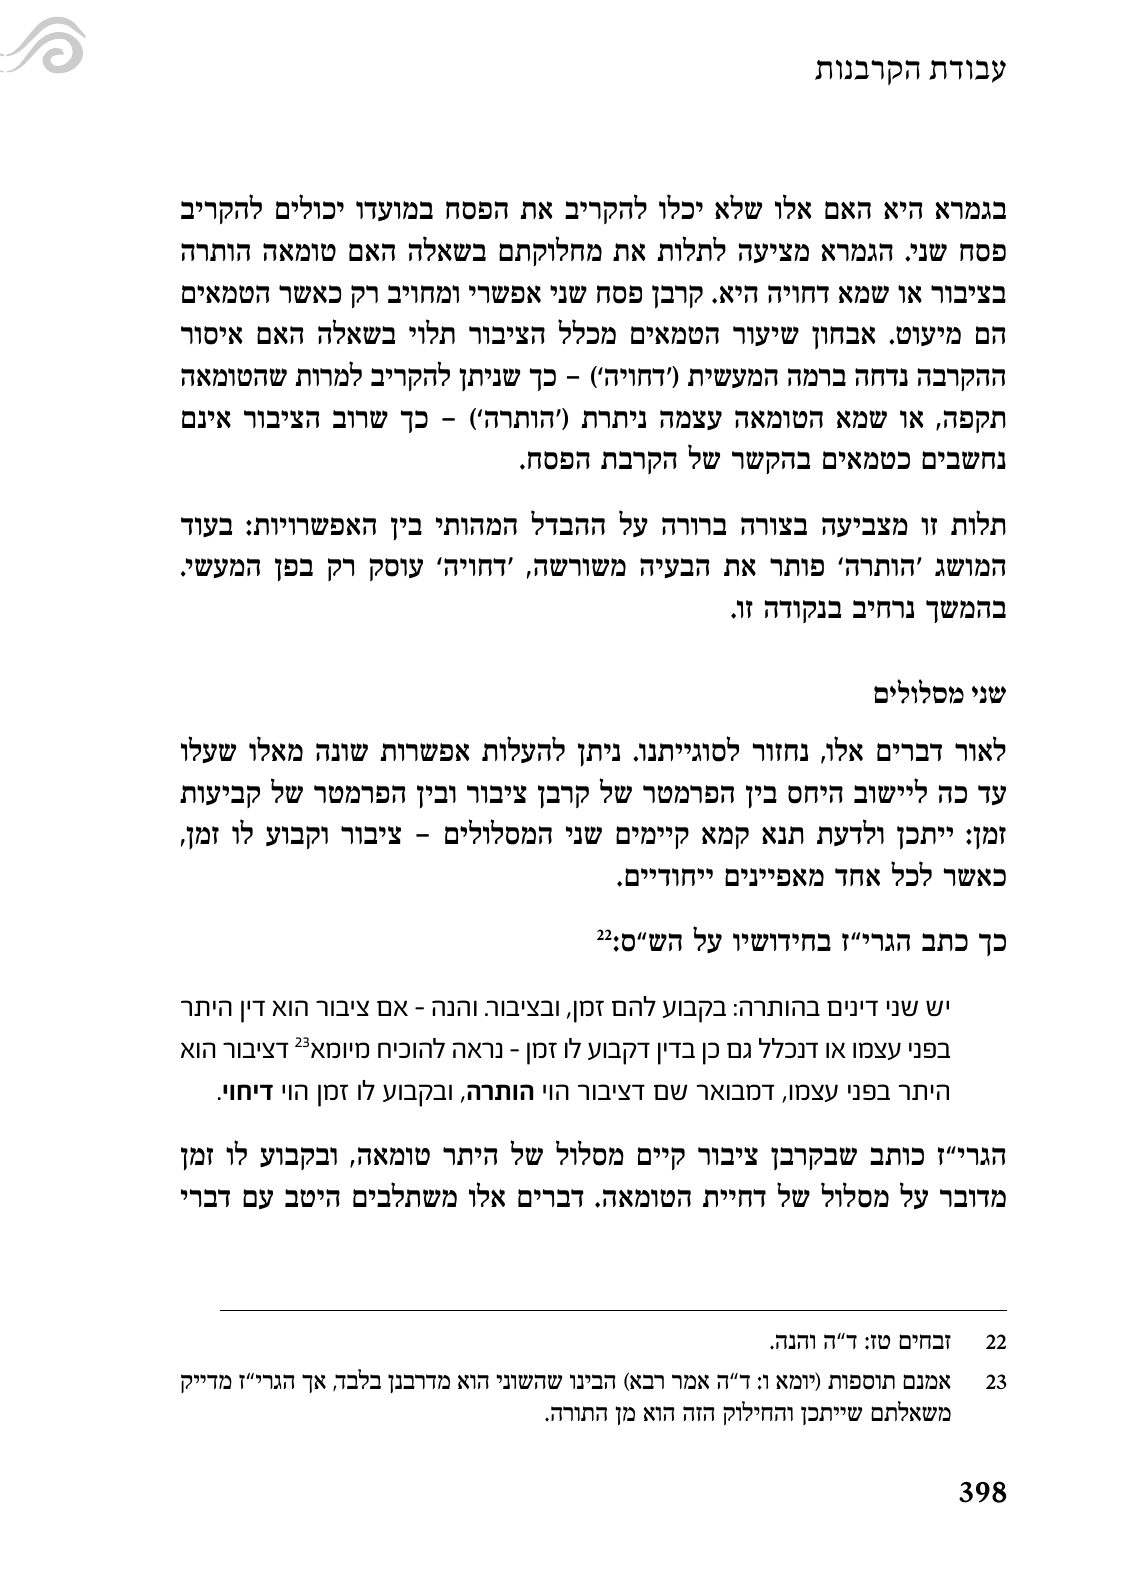 עבודת הקרבנות
בגמרא היא האם אלו שלא יכלו להקריב את הפסח במועדו יכולים להקריב
פסח שני. הגמרא מציעה לתלות את מחלוקתם בשאלה האם טומאה הותרה
בציבור או שמא דחויה היא. קרבן פסח שני אפשרי ומחויב רק כאשר הטמאים
הם מיעוט. אבחון שיעור הטמאים מכלל הציבור תלוי בשאלה האם איסור
ההקרבה נדחה ברמה המעשית (’דחויה‘) – כך שניתן להקריב למרות שהטומאה
תקפה, או שמא הטומאה עצמה ניתרת (’הותרה‘) – כך שרוב הציבור אינם
נחשבים כטמאים בהקשר של הקרבת הפסח.
תלות זו מצביעה בצורה ברורה על ההבדל המהותי בין האפשרויות: בעוד
המושג ’הותרה‘ פותר את הבעיה משורשה, ’דחויה‘ עוסק רק בפן המעשי.
בהמשך נרחיב בנקודה זו.
שני מסלולים
לאור דברים אלו, נחזור לסוגייתנו. ניתן להעלות אפשרות שונה מאלו שעלו
עד כה ליישוב היחס בין הפרמטר של קרבן ציבור ובין הפרמטר של קביעות
זמן: ייתכן ולדעת תנא קמא קיימים שני המסלולים – ציבור וקבוע לו זמן,
כאשר לכל אחד מאפיינים ייחודיים.
כך כתב הגרי“ז בחידושיו על הש“ס:22
יש שני דינים בהותרה: בקבוע להם זמן, ובציבור. והנה - אם ציבור הוא דין היתר
בפני עצמו או דנכלל גם כן בדין דקבוע לו זמן - נראה להוכיח מיומא23 דציבור הוא
היתר בפני עצמו, דמבואר שם דציבור הוי הותרה, ובקבוע לו זמן הוי דיחוי.
הגרי“ז כותב שבקרבן ציבור קיים מסלול של היתר טומאה, ובקבוע לו זמן
מדובר על מסלול של דחיית הטומאה. דברים אלו משתלבים היטב עם דברי
22 זבחים טז: ד“ה והנה.
23 אמנם תוספות (יומא ו: ד“ה אמר רבא) הבינו שהשוני הוא מדרבנן בלבד, אך הגרי“ז מדייק
משאלתם שייתכן והחילוק הזה הוא מן התורה.
398